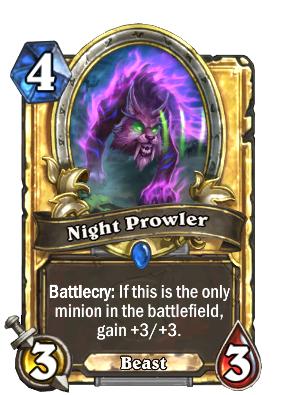 4
Night Prowler
Battlecry: If this is the only
minion in the battlefield,
gain +3/+3.
3
Beast
3